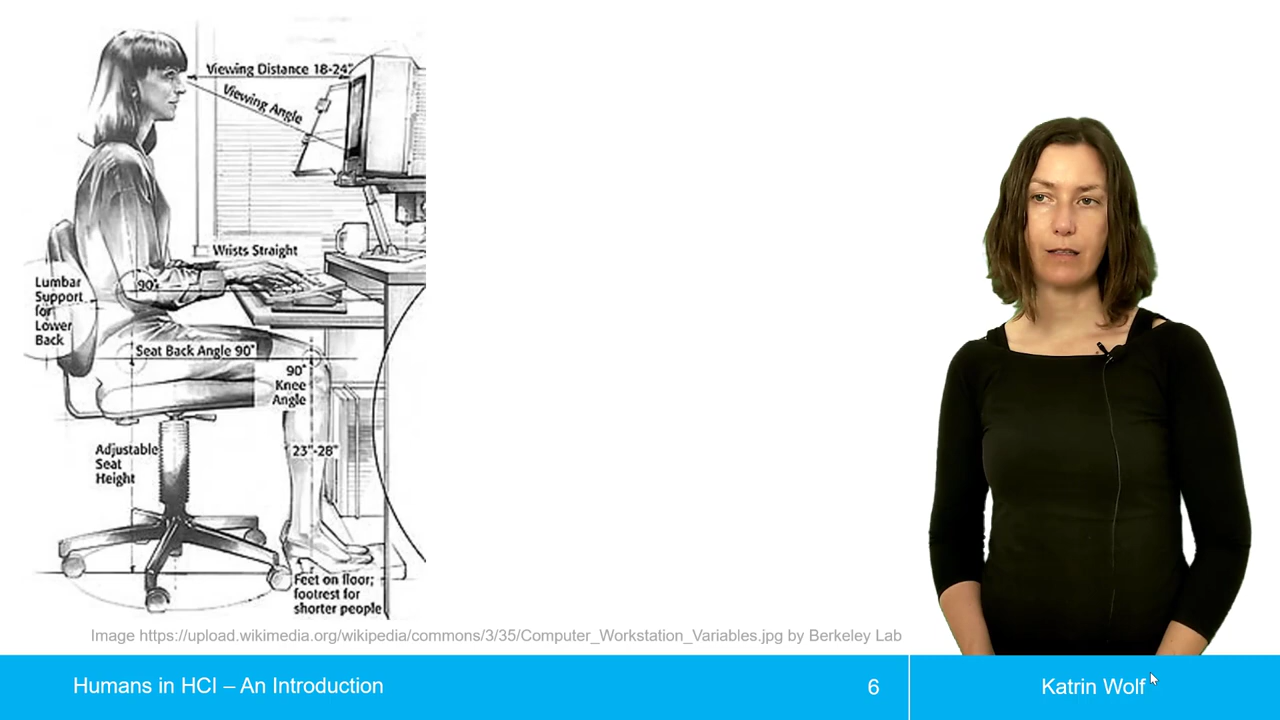 Viewing Distance 18-24"
Viewing Angle
Wrists Straight
90°
Lumbar
Support
for
Lower
Back
Seat Back Angle 90°
90°
Knee
Angle
Adjustable
Seat
Height
23"-28"
Feet on floor;
footrest for
shorter people
Image https://upload.wikimedia.org/wikipedia/commons/3/35/Computer_Workstation_Variables.jpg by Berkeley Lab
Humans in HCI – An Introduction
6
Katrin Wolf